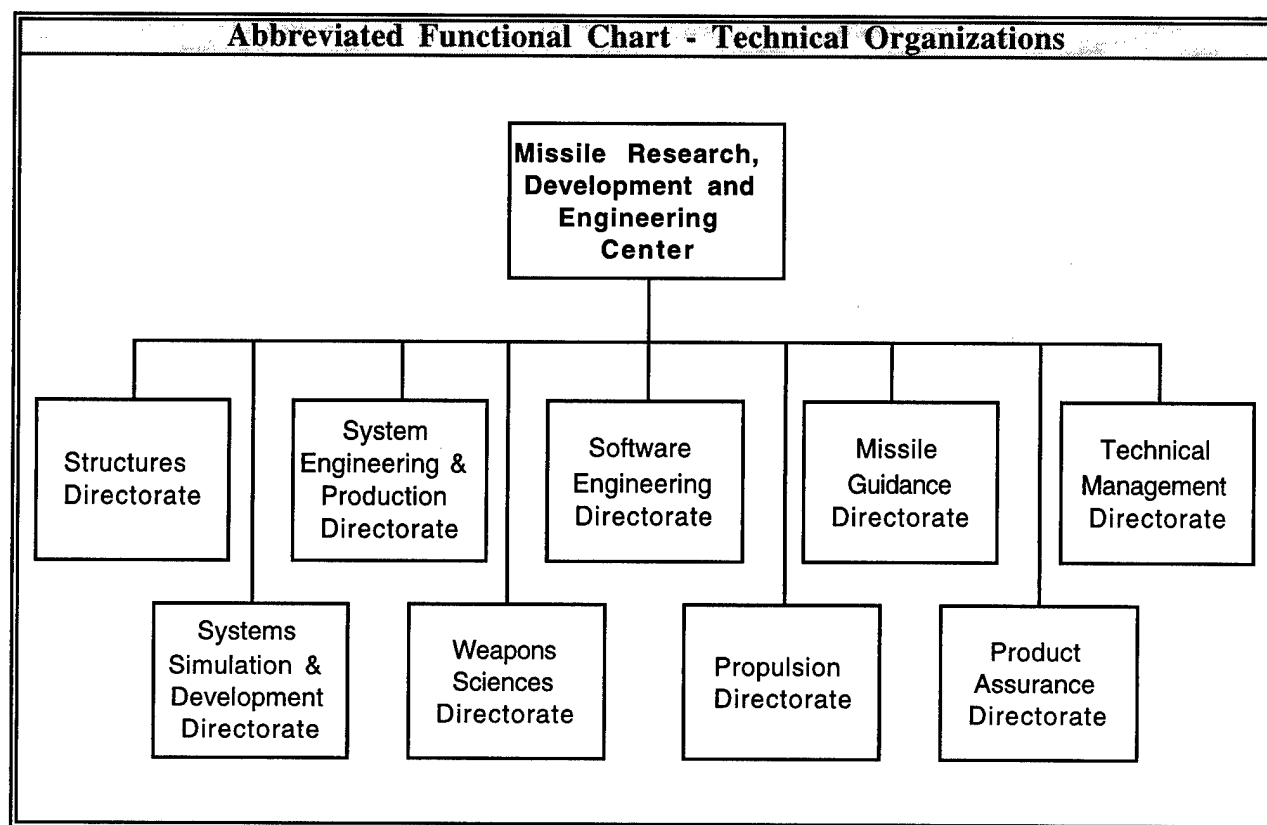 Abbreviated Functional Chart - Technical Organizations
Missile Research,
Development and
Engineering
Center
Structures
Directorate
System
Engineering &
Production
Directorate
Software
Engineering
Directorate
Missile
Guidance
Directorate
Technical
Management
Directorate
Systems
Simulation &
Development
Directorate
Weapons
Sciences
Directorate
Propulsion
Directorate
Product
Assurance
Directorate